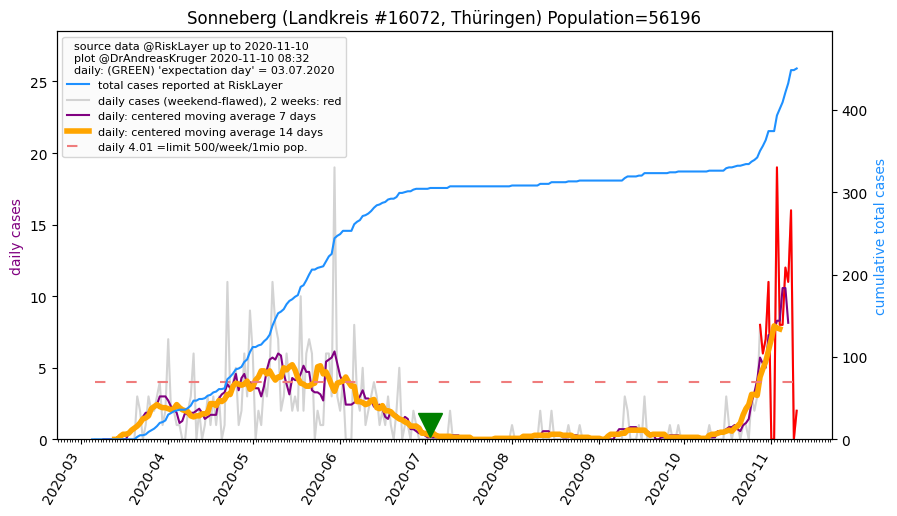 Sonneberg (Landkreis #16072, Thüringen) Population=56196
source data @RiskLayer up to 2020-11-10
plot @DrAndreasKruger 2020-11-10 08:32
daily: (GREEN) 'expectation day' = 03.07.2020
total cases reported at RiskLayer
daily cases (weekend-flawed), 2 weeks: red
daily: centered moving average 7 days
daily: centered moving average 14 days
daily 4.01 =limit 500/week/1mio pop.
daily cases
25
20
15
10
5
0
cumulative total cases
400
300
200
100
0
2020-03
2020-04
2020-05
2020-06
2020-07
2020-08
2020-09
2020-10
2020-11